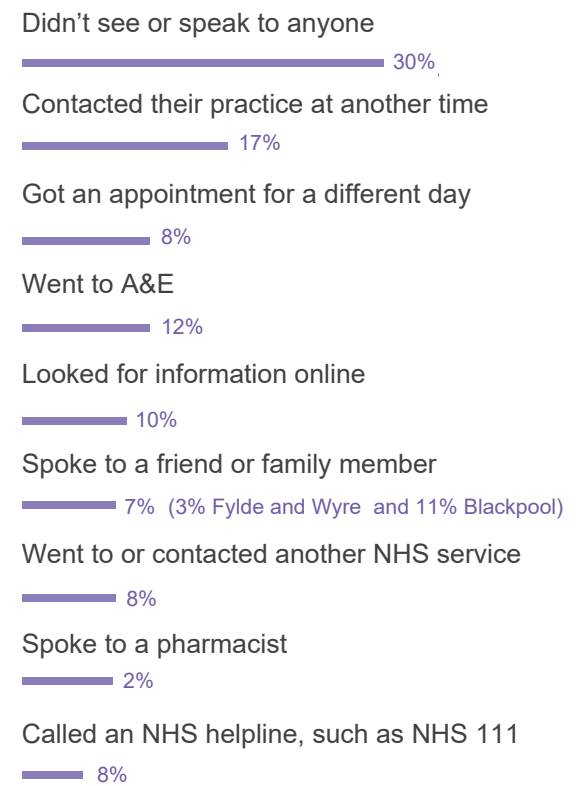 Didn’t see or speak to anyone
30%
Contacted their practice at another time
17%
Got an appointment for a different day
8%
Went to A&E
12%
Looked for information online
10%
Spoke to a friend or family member
7% (3% Fylde and Wyre and 11% Blackpool)
Went to or contacted another NHS service
8%
Spoke to a pharmacist
2%
Called an NHS helpline, such as NHS 111
8%